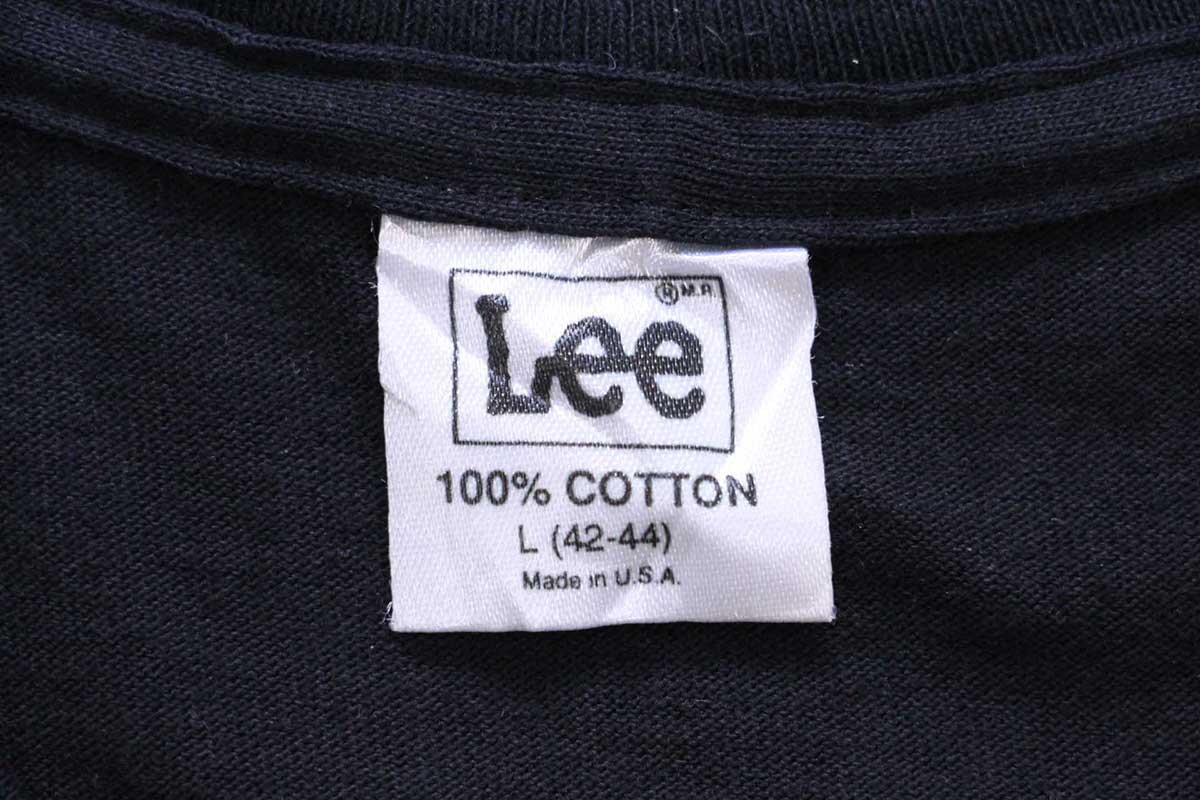 ® M.R.
Lee
100% COTTON
L (42-44)
Made in U.S.A.